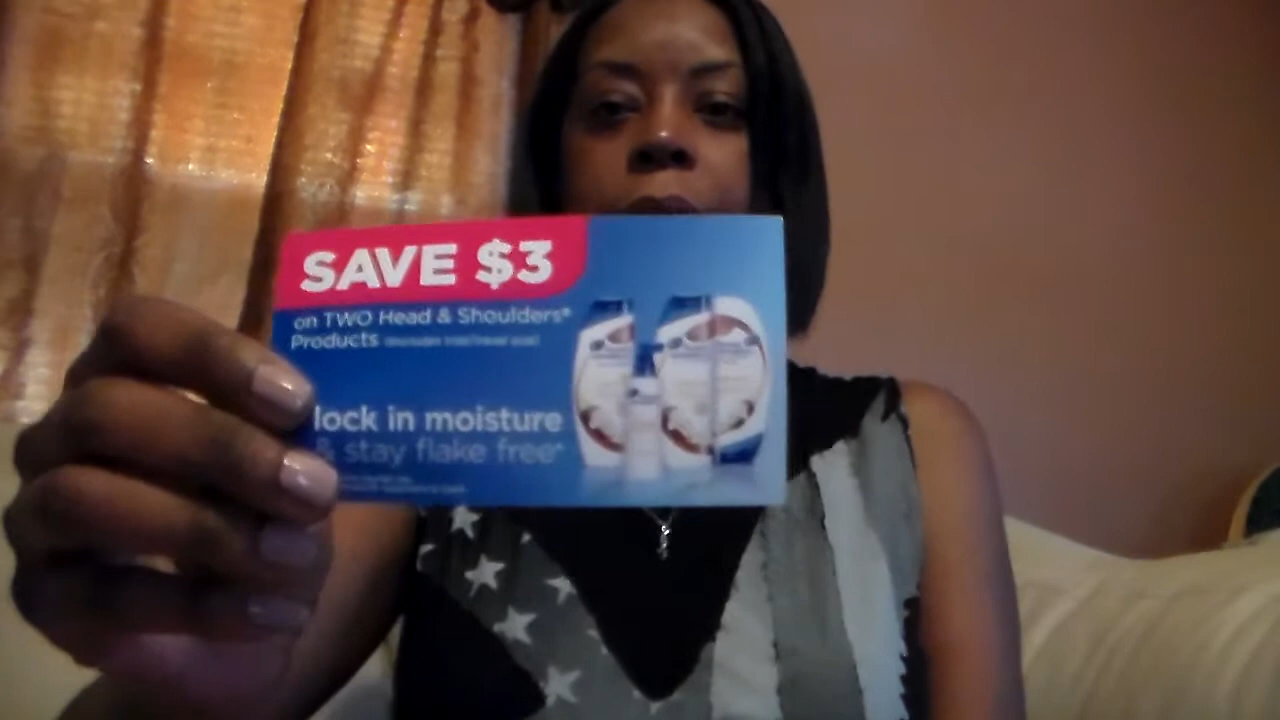 SAVE $3
on TWO Head & Shoulders*
Products
lock in moisture
& stay flake free*